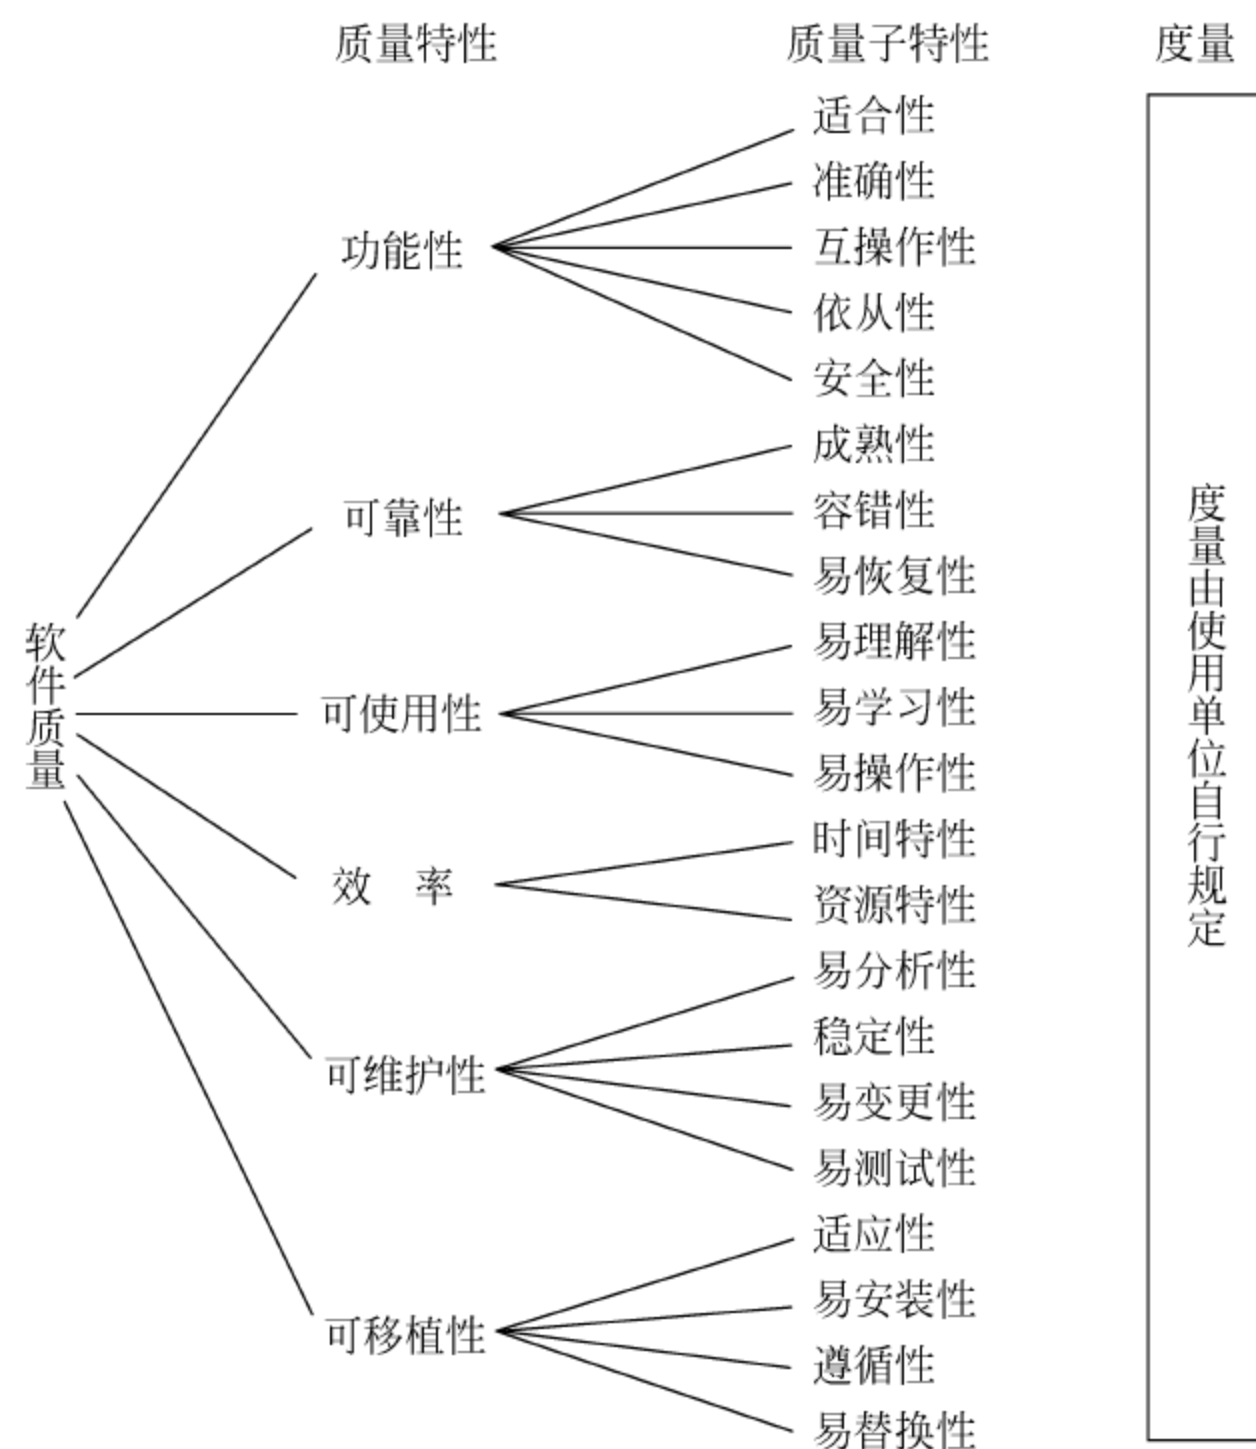 质量特性 质量子特性 度量
软件质量
功能性
适合性
准确性
互操作性
依从性
安全性
可靠性
成熟性
容错性
易恢复性
可使用性
易理解性
易学习性
易操作性
效 率
时间特性
资源特性
可维护性
易分析性
稳定性
易变更性
易测试性
可移植性
适应性
易安装性
遵循性
易替换性
度量由使用单位自行规定